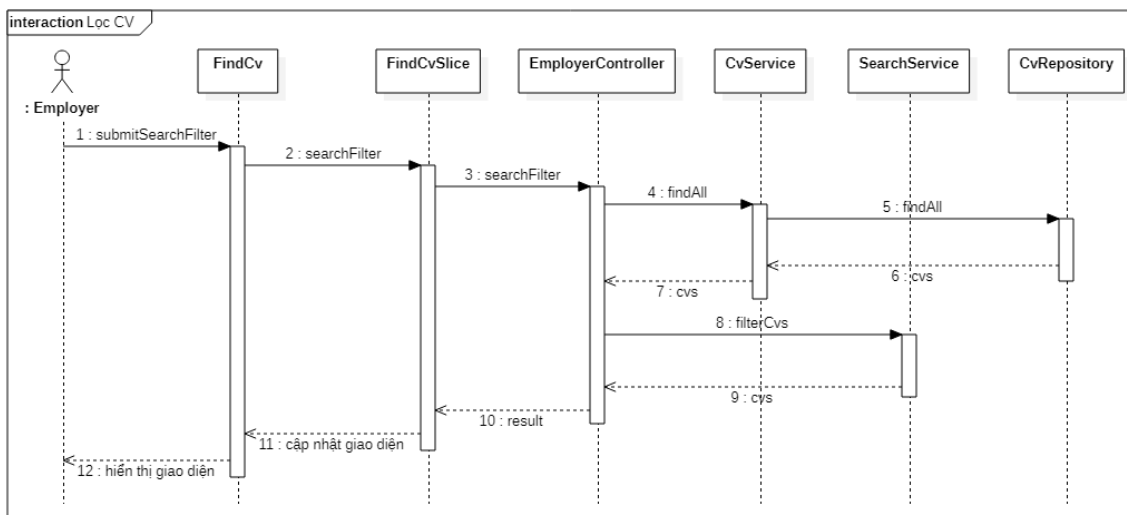 interaction Lọc CV
FindCv
FindCvSlice
EmployerController
CvService
SearchService
CvRepository
: Employer
1 : submitSearchFilter
2 : searchFilter
3 : searchFilter
4 : findAll
5 : findAll
6 : cvs
7 : cvs
8 : filterCvs
9 : cvs
10 : result
11 : cập nhật giao diện
12 : hiển thị giao diện